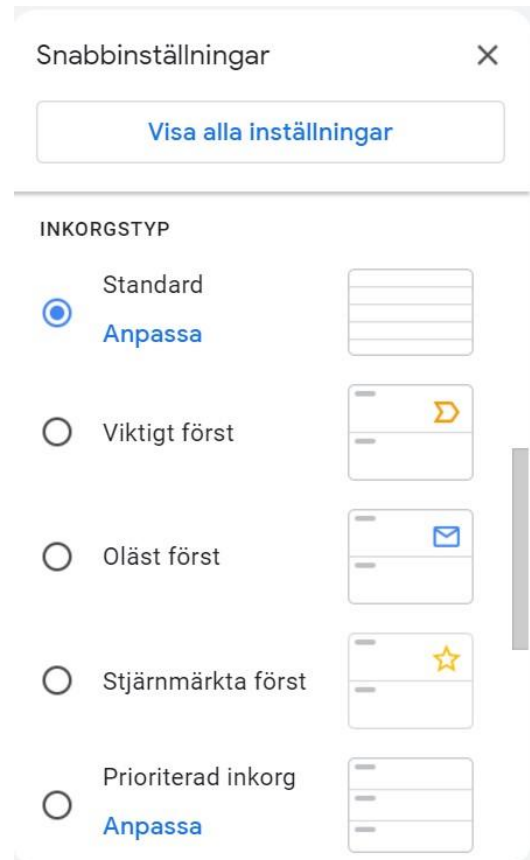 Snabbinställningar
Visa alla inställningar
INKORGSTYP
Standard
Anpassa
Viktigt först
Oläst först
Stjärnmärkta först
Prioriterad inkorg
Anpassa